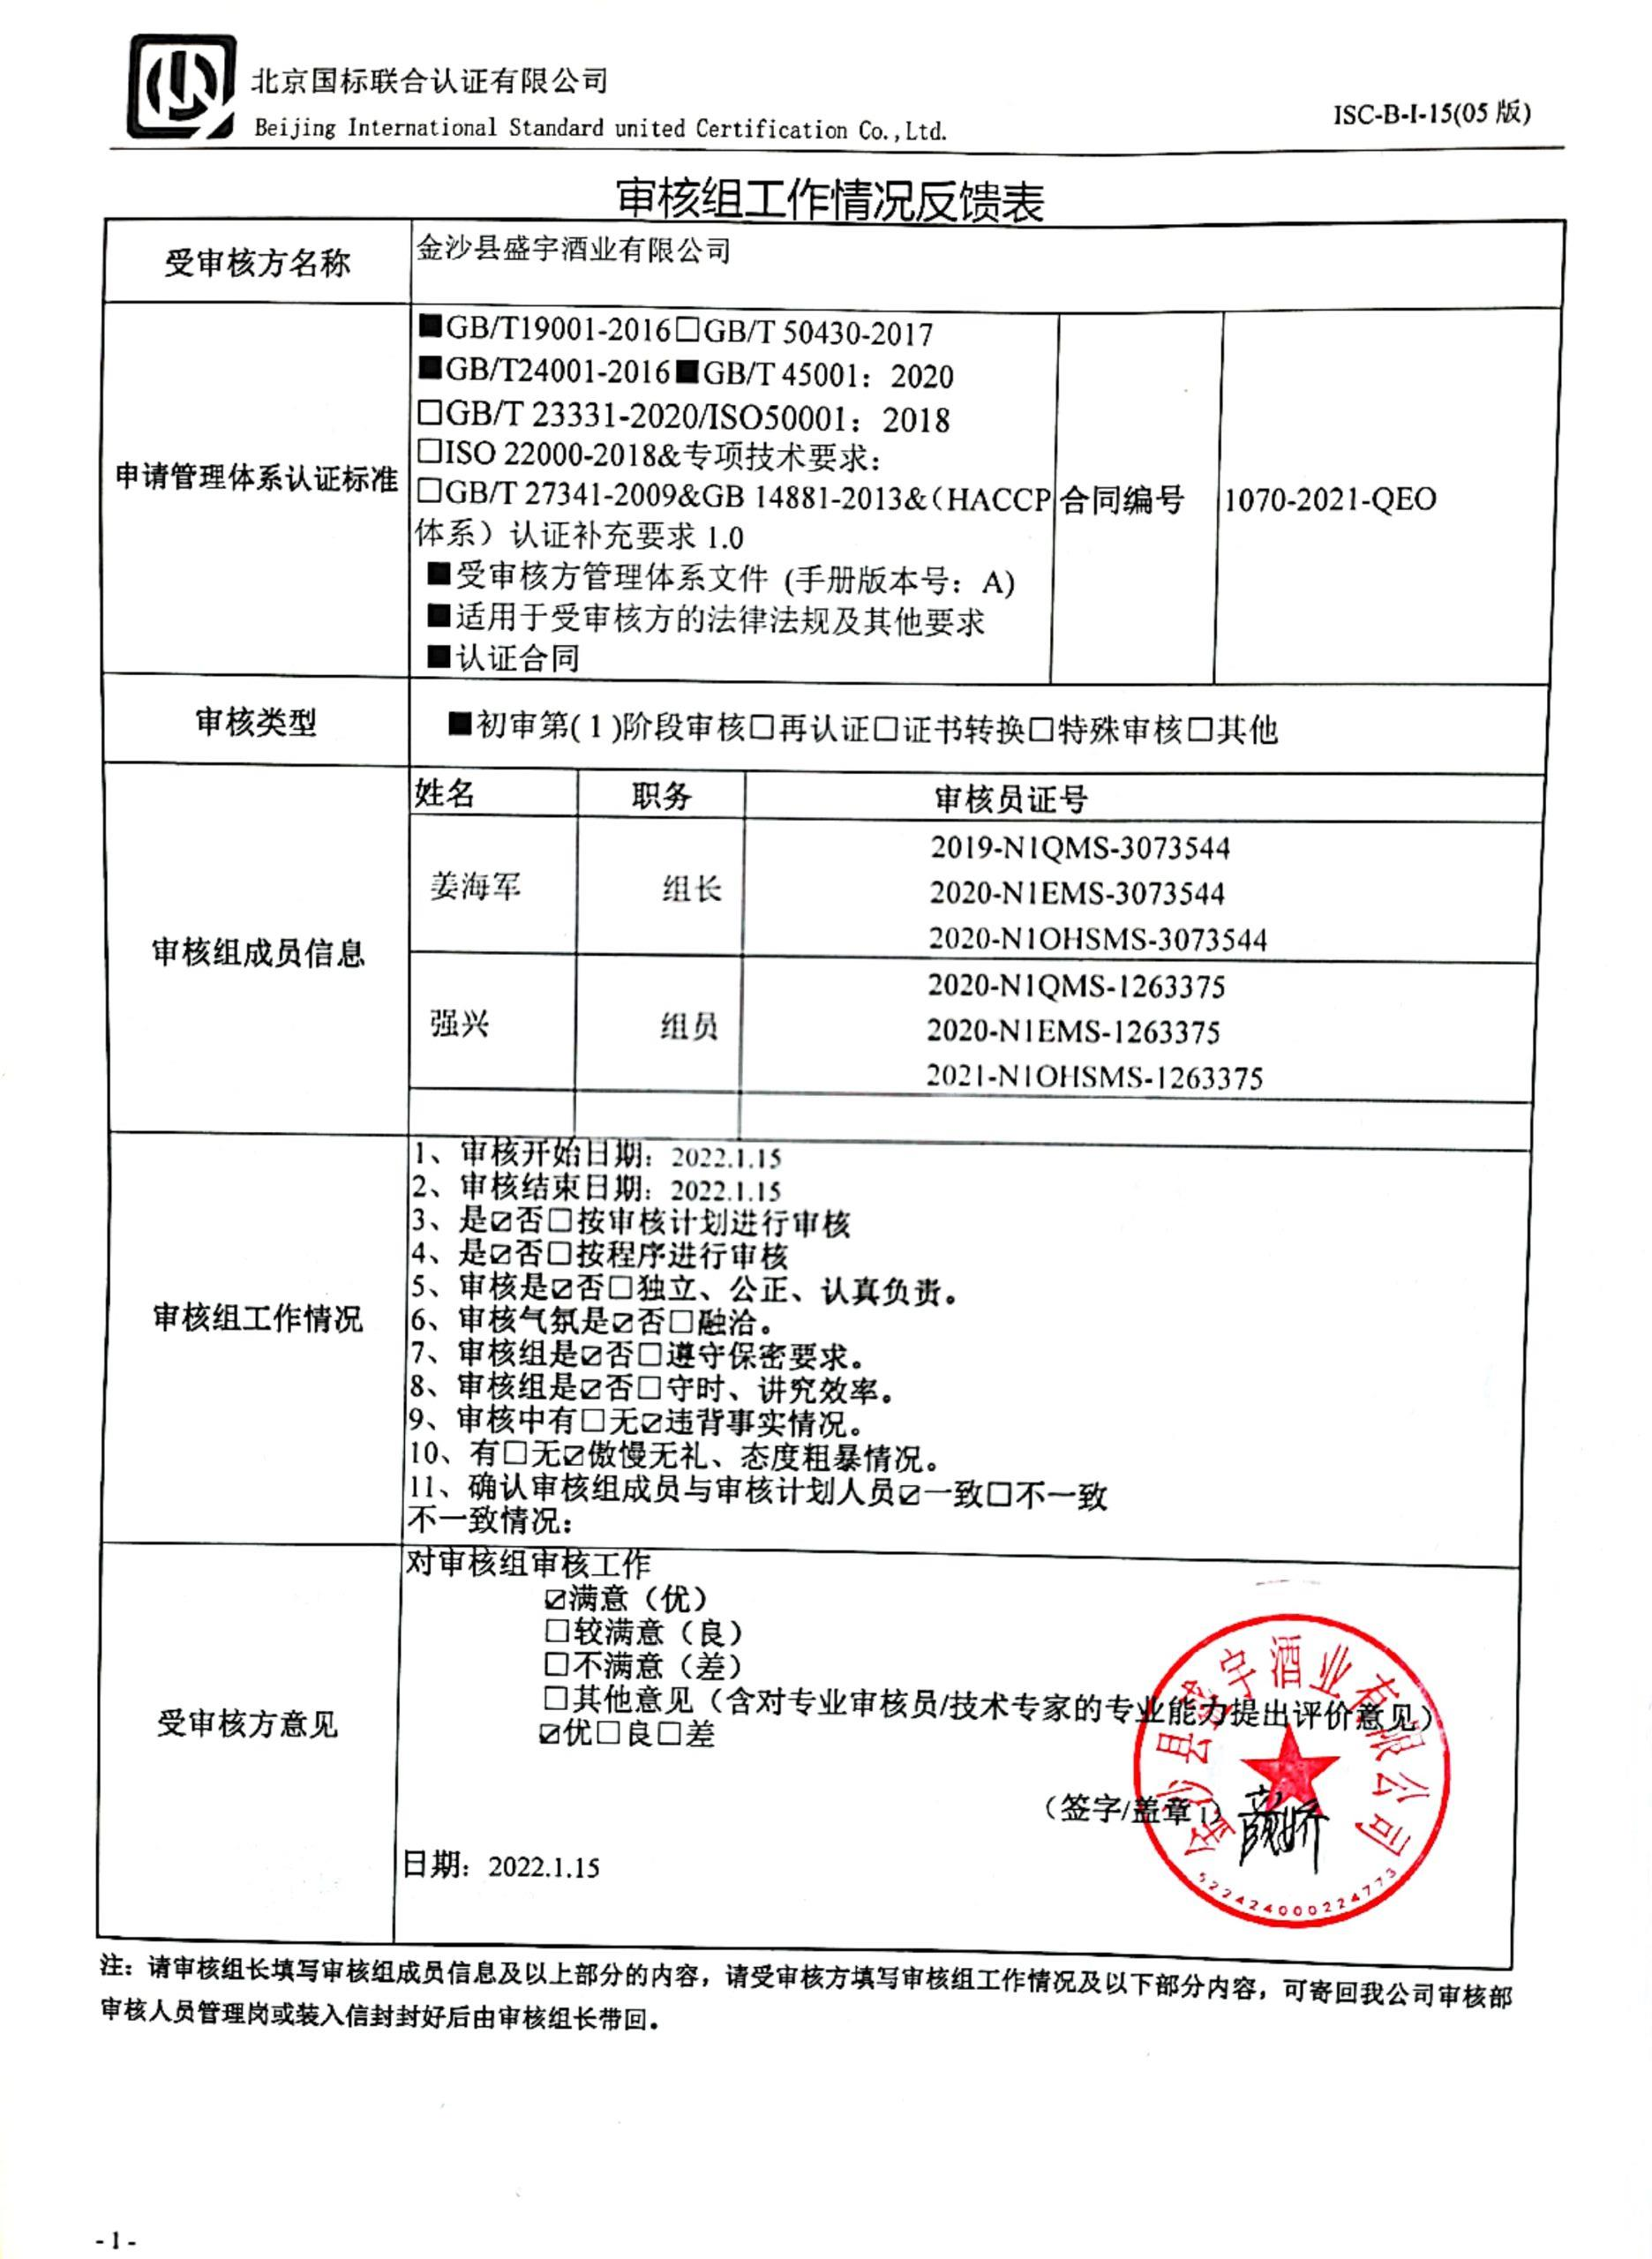 北京国标联合认证有限公司
Beijing International Standard united Certification Co.,Ltd.
ISC-B-I-15(05 版)
审核组工作情况反馈表
受审核方名称
金沙县盛宇酒业有限公司
申请管理体系认证标准
■GB/T19001-2016□GB/T 50430-2017
■GB/T24001-2016■GB/T 45001：2020
□GB/T 23331-2020/ISO50001：2018
□ISO 22000-2018&专项技术要求：
□GB/T 27341-2009&GB 14881-2013&（HACCP
体系）认证补充要求 1.0
■受审核方管理体系文件 (手册版本号：A)
■适用于受审核方的法律法规及其他要求
■认证合同
合同编号
1070-2021-QEO
审核类型
■初审第( 1 )阶段审核□再认证□证书转换□特殊审核□其他
审核组成员信息
姓名 职务 审核员证号
姜海军 组长
2019-N1QMS-3073544
2020-N1EMS-3073544
2020-N1OHSMS-3073544
强兴 组员
2020-N1QMS-1263375
2020-N1EMS-1263375
2021-N1OHSMS-1263375
审核组工作情况
1、审核开始日期：2022.1.15
2、审核结束日期：2022.1.15
3、是☑否□按审核计划进行审核
4、是☑否□按程序进行审核
5、审核是☑否□独立、公正、认真负责。
6、审核气氛是☑否□融洽。
7、审核组是☑否□遵守保密要求。
8、审核组是☑否□守时、讲究效率。
9、审核中有□无☑违背事实情况。
10、有□无☑傲慢无礼、态度粗暴情况。
11、确认审核组成员与审核计划人员☑一致□不一致
不一致情况：
受审核方意见
对审核组审核工作
☑满意（优）
□较满意（良）
□不满意（差）
□其他意见（含对专业审核员/技术专家的专业能力提出评价意见）
☑优□良□差
（签字/盖章）
金沙县盛宇酒业有限公司
522424000224773
日期：2022.1.15
注：请审核组长填写审核组成员信息及以上部分的内容，请受审核方填写审核组工作情况及以下部分内容，可寄回我公司审核部
审核人员管理岗或装入信封封好后由审核组长带回。
- 1 -